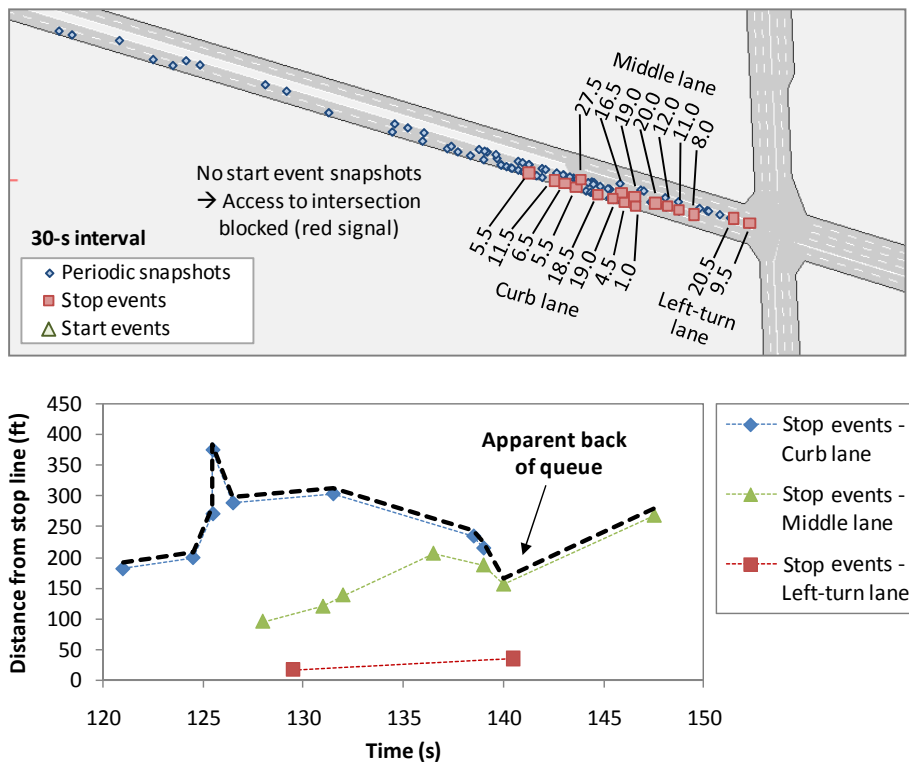 Middle lane
27.5
16.5
19.0
20.0
12.0
11.0
8.0
No start event snapshots
→ Access to intersection
blocked (red signal)
30-s interval
Periodic snapshots
Stop events
Start events
5.5
11.5
6.5
5.5
18.5
19.0
4.5
1.0
20.5
9.5
Curb lane
Left-turn
lane
450
400
350
300
250
200
150
100
50
0
Distance from stop line (ft)
120
125
130
135
140
145
150
Time (s)
Apparent back
of queue
Stop events -
Curb lane
Stop events -
Middle lane
Stop events -
Left-turn lane